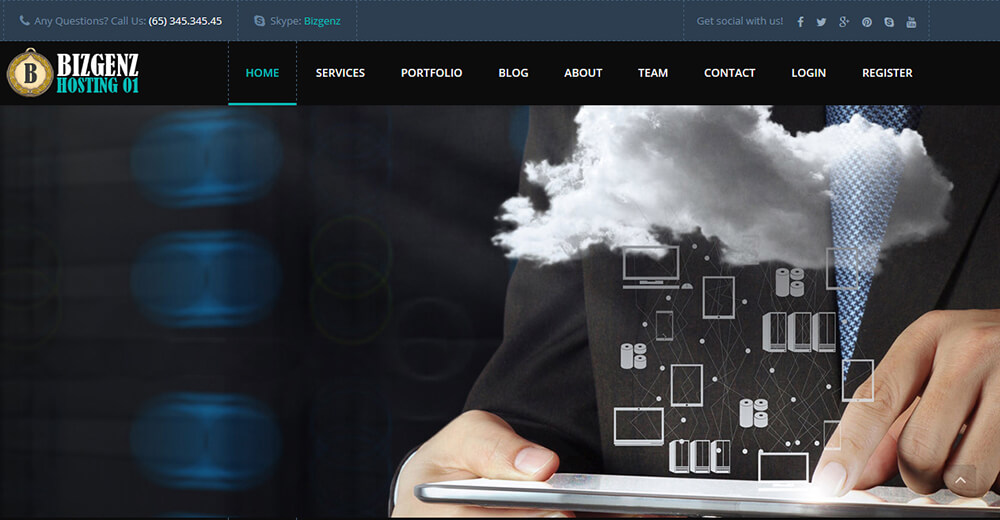 Any Questions? Call Us: (65) 345.345.45
Skype: Bizgenz
Get social with us!
B
BIZGENZ
HOSTING 01
HOME
SERVICES
PORTFOLIO
BLOG
ABOUT
TEAM
CONTACT
LOGIN
REGISTER